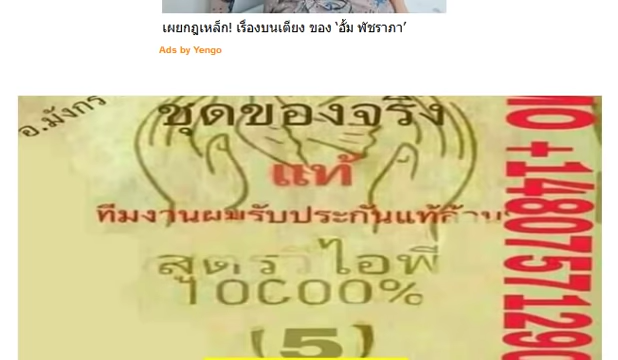 เผยกฎเหล็ก! เรื่องบนเตียง ของ 'อั้ม พัชราภา'
Ads by Yengo
อ.มังกร
ชุดของจริง
แท้
ทีมงานผมรับประกันแท้ล้าน
สูตร ไอพี
10000%
(5)
+1480757129